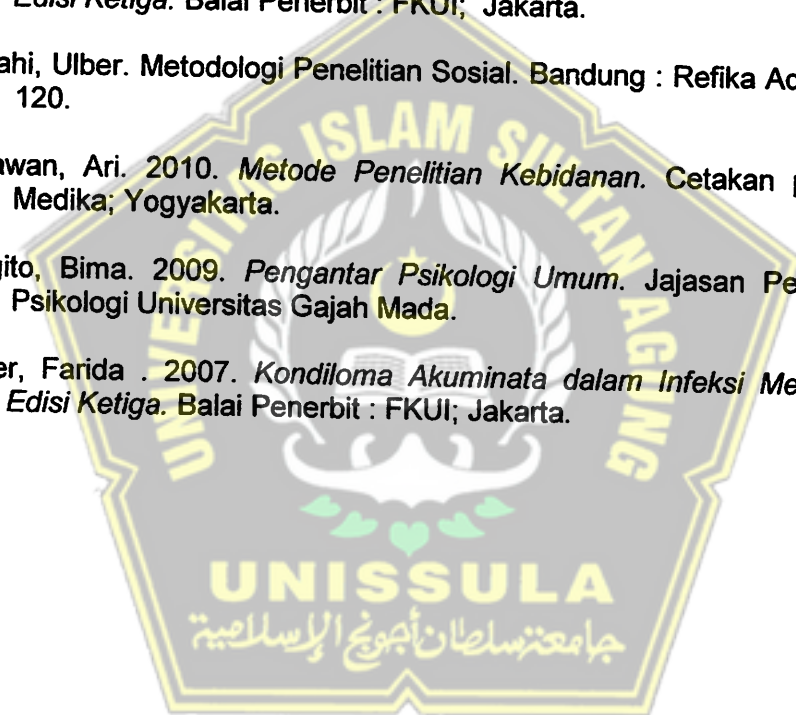 Edisi Ketiga. Balai Penerbit : FKUI; Jakarta.
ahi, Ulber. Metodologi Penelitian Sosial. Bandung : Refika Ad
120.
awan, Ari. 2010. Metode Penelitian Kebidanan. Cetakan p
Medika; Yogyakarta.
gito, Bima. 2009. Pengantar Psikologi Umum. Jajasan Pe
Psikologi Universitas Gajah Mada.
er, Farida . 2007. Kondiloma Akuminata dalam Infeksi Me
Edisi Ketiga. Balai Penerbit : FKUI; Jakarta.
UNIVERSITAS ISLAM SULTAN AGUNG
UNISSULA
جامعة سلطان أجونج الإسلامية